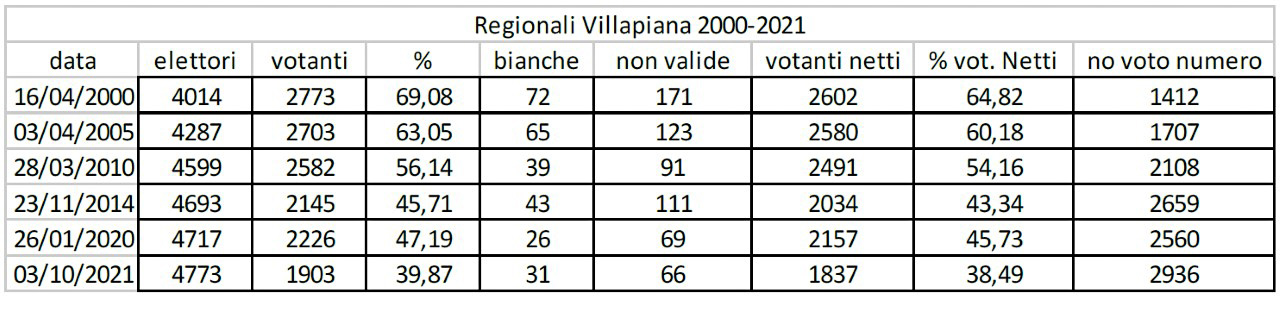 Regionali Villapiana 2000-2021
data elettori votanti % bianche non valide votanti netti % vot. Netti no voto numero
16/04/2000 4014 2773 69,08 72 171 2602 64,82 1412
03/04/2005 4287 2703 63,05 65 123 2580 60,18 1707
28/03/2010 4599 2582 56,14 39 91 2491 54,16 2108
23/11/2014 4693 2145 45,71 43 111 2034 43,34 2659
26/01/2020 4717 2226 47,19 26 69 2157 45,73 2560
03/10/2021 4773 1903 39,87 31 66 1837 38,49 2936